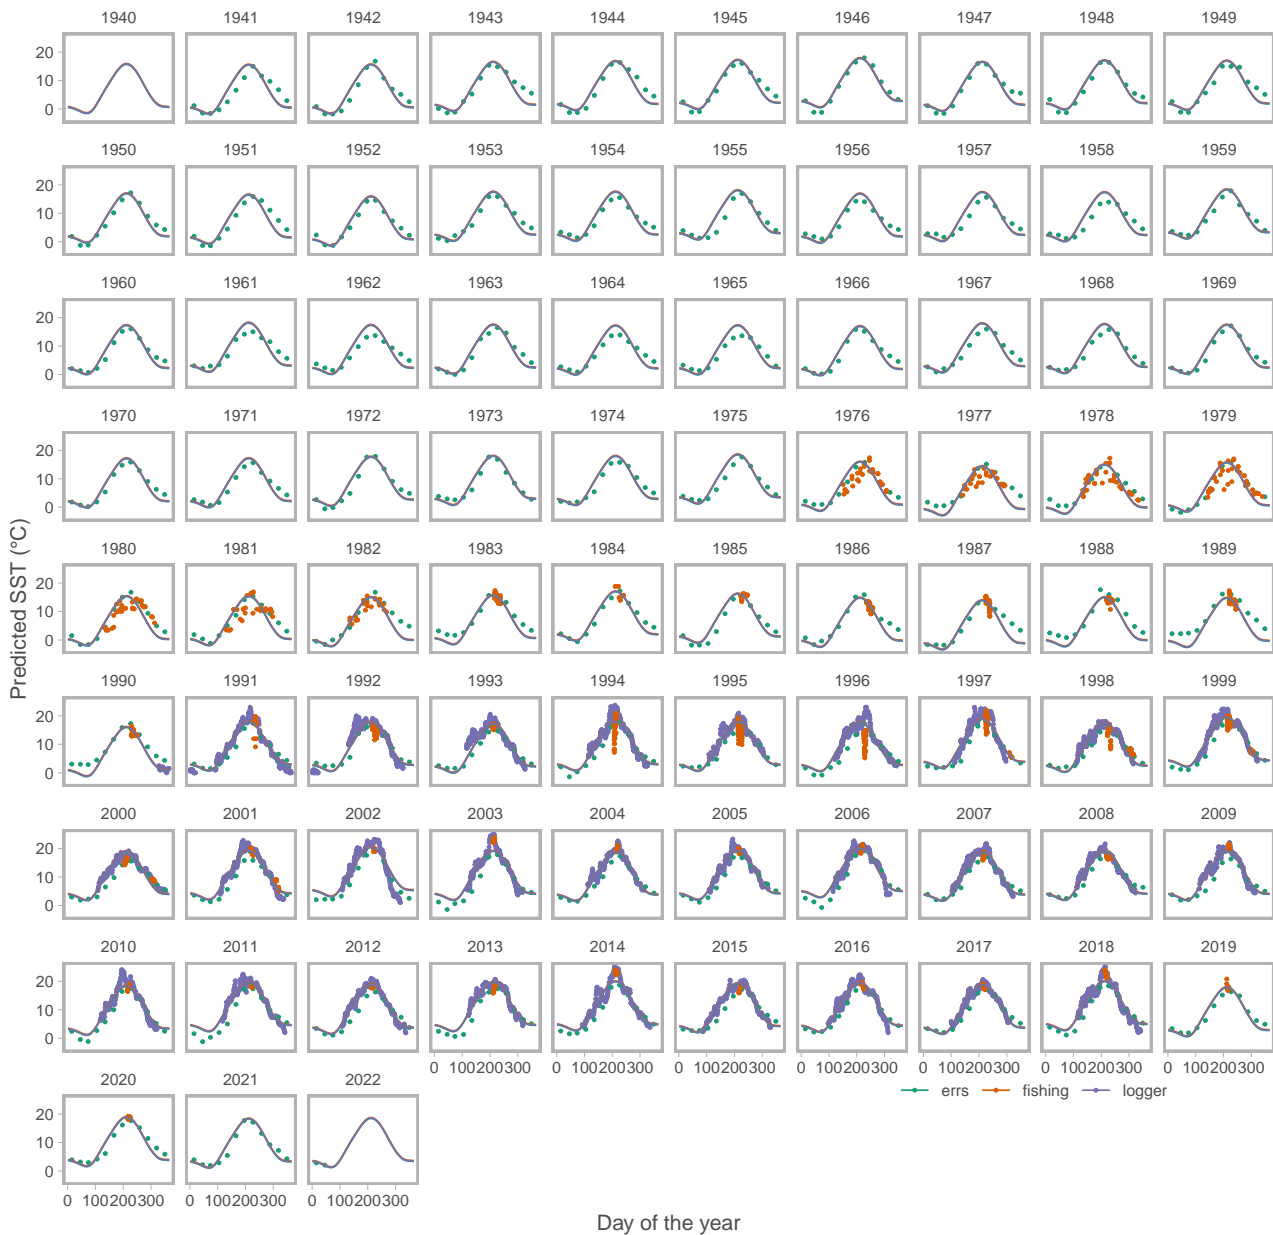 1940 1941 1942 1943 1944 1945 1946 1947 1948 1949
20
10
0
1950 1951 1952 1953 1954 1955 1956 1957 1958 1959
20
10
0
1960 1961 1962 1963 1964 1965 1966 1967 1968 1969
20
10
0
1970 1971 1972 1973 1974 1975 1976 1977 1978 1979
20
10
0
Predicted SST (°C)
1980 1981 1982 1983 1984 1985 1986 1987 1988 1989
20
10
0
1990 1991 1992 1993 1994 1995 1996 1997 1998 1999
20
10
0
2000 2001 2002 2003 2004 2005 2006 2007 2008 2009
20
10
0
2010 2011 2012 2013 2014 2015 2016 2017 2018 2019
20
10
0
0 100200300 0 100200300 0 100200300 0 100200300 0 100200300 0 100200300 0 100200300
2020 2021 2022
errs fishing logger
20
10
0
0 100200300 0 100200300 0 100200300
Day of the year